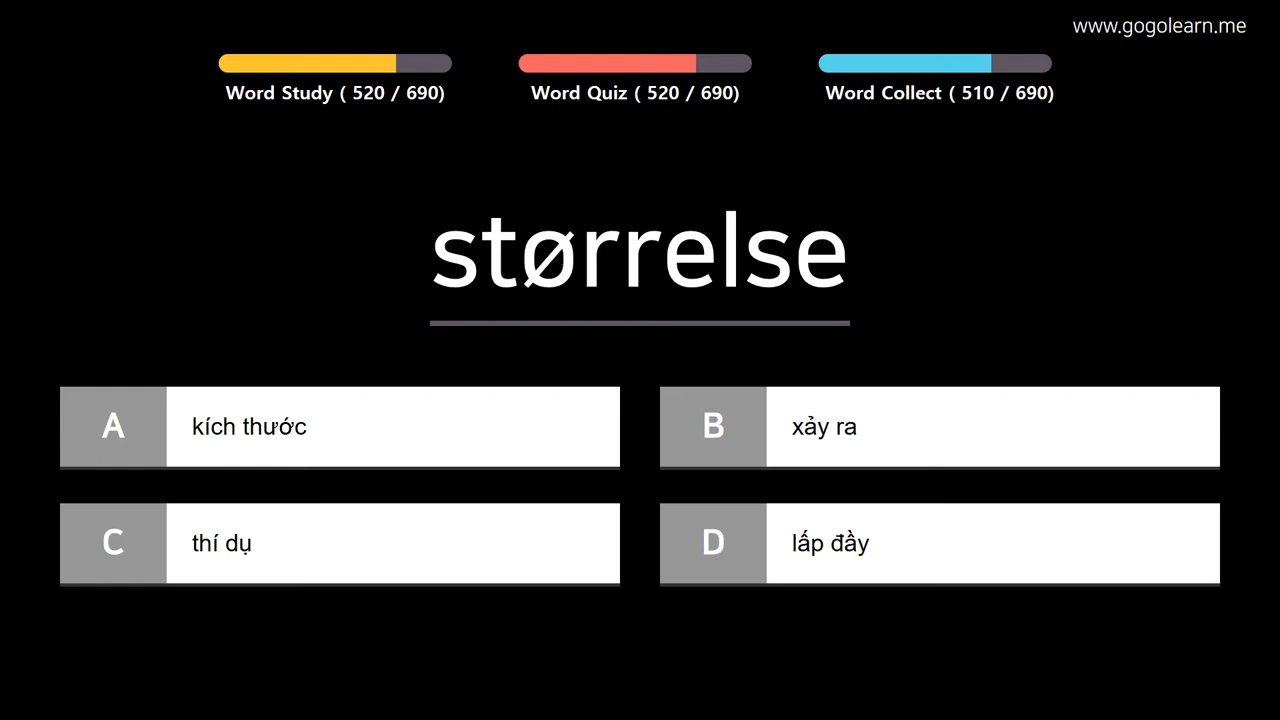 www.gogolearn.me
Word Study ( 520 / 690)
Word Quiz ( 520 / 690)
Word Collect ( 510 / 690)
størrelse
A
kích thước
B
xảy ra
C
thí dụ
D
lấp đầy